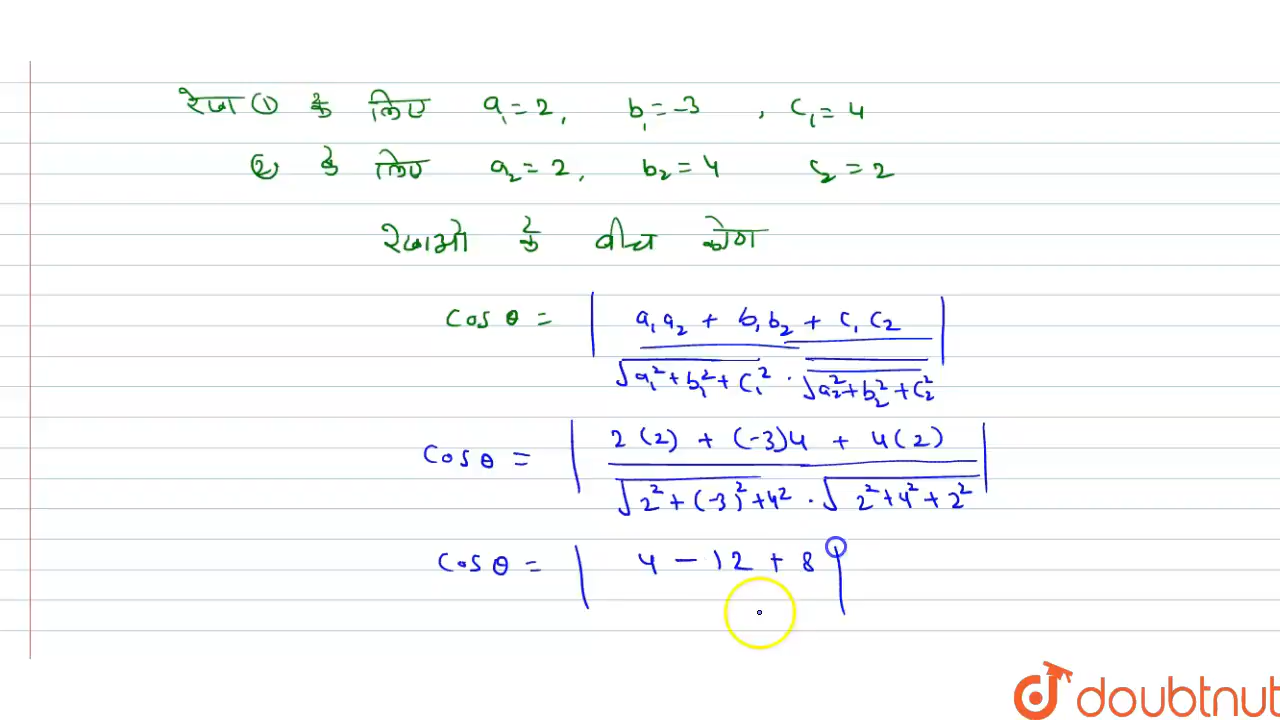 रेखा ① के लिए a₁ = 2, b₁ = -3 , c₁ = 4
② के लिए a₂ = 2, b₂ = 4 c₂ = 2
रेखाओ के बीच कोण
cos θ = | a₁a₂ + b₁b₂ + c₁c₂ / √a₁²+b₁²+c₁² · √a₂²+b₂²+c₂² |
cos θ = | 2(2) + (-3)4 + 4(2) / √2²+(-3)²+4² · √2²+4²+2² |
cos θ = | 4 - 12 + 8 |
doubtnut